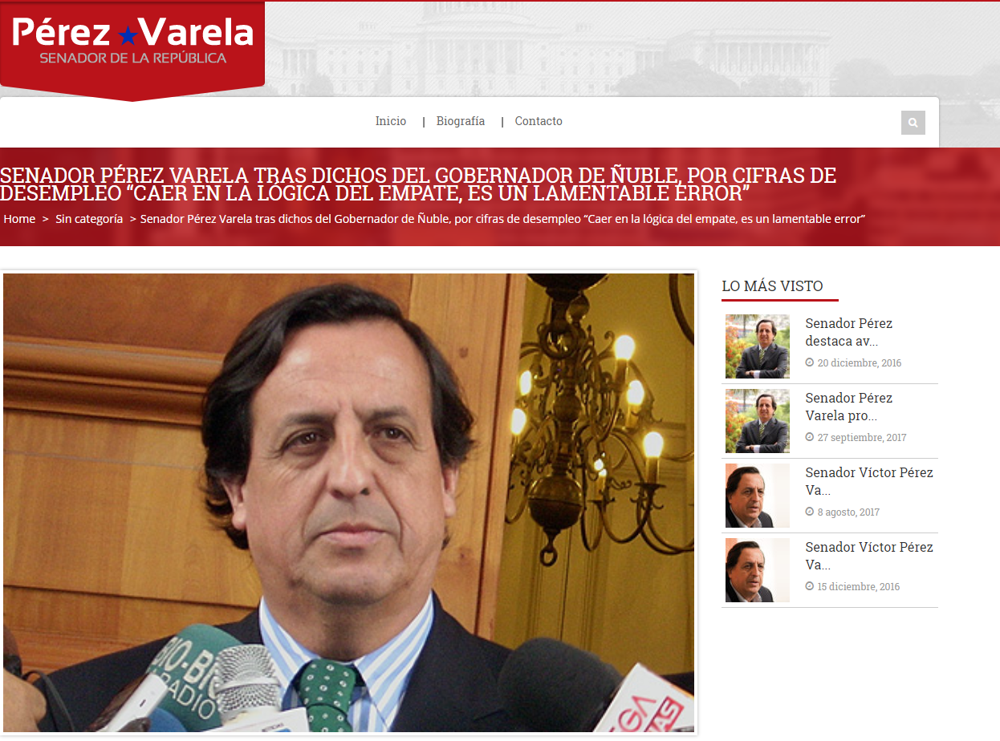 Pérez Varela
SENADOR DE LA REPÚBLICA
Inicio | Biografía | Contacto
SENADOR PÉREZ VARELA TRAS DICHOS DEL GOBERNADOR DE ÑUBLE, POR CIFRAS DE
DESEMPLEO “CAER EN LA LÓGICA DEL EMPATE, ES UN LAMENTABLE ERROR”
Home > Sin categoría > Senador Pérez Varela tras dichos del Gobernador de Ñuble, por cifras de desempleo “Caer en la lógica del empate, es un lamentable error”
BIO-BI
RADIO
LO MÁS VISTO
Senador Pérez
destaca av...
20 diciembre, 2016
Senador Pérez
Varela pro...
27 septiembre, 2017
Senador Víctor Pérez
Va...
8 agosto, 2017
Senador Víctor Pérez
Va...
15 diciembre, 2016